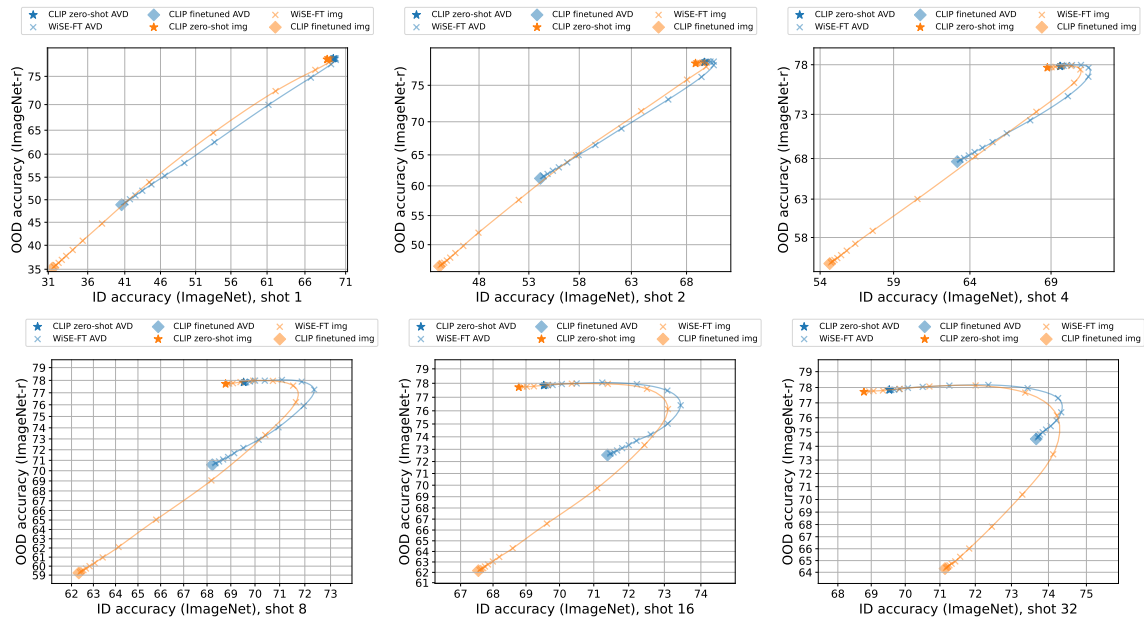 CLIP zero-shot AVD CLIP finetuned AVD WiSE-FT img
WiSE-FT AVD CLIP zero-shot img CLIP finetuned img
OOD accuracy (ImageNet-r)
75
70
65
60
55
50
45
40
35
31 36 41 46 51 56 61 66 71
ID accuracy (ImageNet), shot 1
CLIP zero-shot AVD CLIP finetuned AVD WiSE-FT img
WiSE-FT AVD CLIP zero-shot img CLIP finetuned img
OOD accuracy (ImageNet-r)
75
70
65
60
50
48 53 58 63 68
ID accuracy (ImageNet), shot 2
CLIP zero-shot AVD CLIP finetuned AVD WiSE-FT img
WiSE-FT AVD CLIP zero-shot img CLIP finetuned img
OOD accuracy (ImageNet-r)
78
73
68
63
58
54 59 64 69
ID accuracy (ImageNet), shot 4
CLIP zero-shot AVD CLIP finetuned AVD WiSE-FT img
WiSE-FT AVD CLIP zero-shot img CLIP finetuned img
OOD accuracy (ImageNet-r)
79
78
77
76
75
74
73
72
71
70
69
67
66
65
64
62
61
60
59
62 63 64 65 66 67 68 69 70 71 72 73
ID accuracy (ImageNet), shot 8
CLIP zero-shot AVD CLIP finetuned AVD WiSE-FT img
WiSE-FT AVD CLIP zero-shot img CLIP finetuned img
OOD accuracy (ImageNet-r)
79
78
77
76
74
73
72
71
69
68
67
66
64
63
62
61
67 68 69 70 71 72 73 74
ID accuracy (ImageNet), shot 16
CLIP zero-shot AVD CLIP finetuned AVD WiSE-FT img
WiSE-FT AVD CLIP zero-shot img CLIP finetuned img
OOD accuracy (ImageNet-r)
79
78
77
76
75
74
73
72
71
70
69
68
66
65
64
68 69 70 71 72 73 74 75
ID accuracy (ImageNet), shot 32